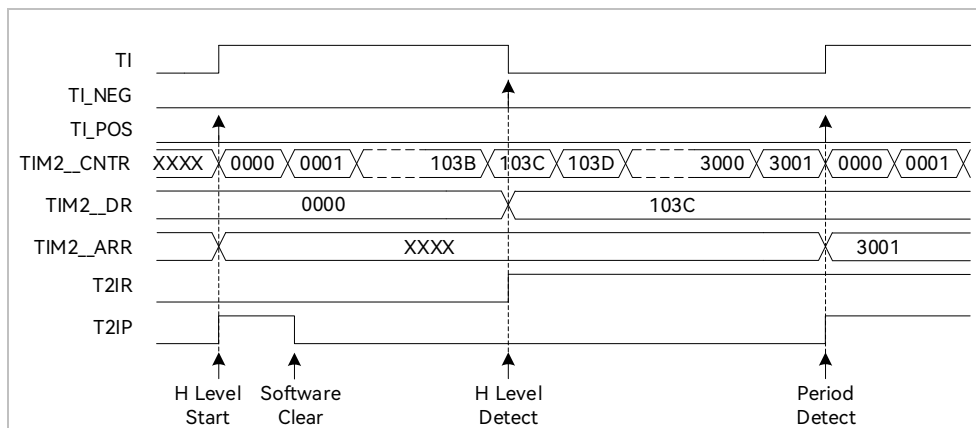 TI
TI_NEG
TI_POS
TIM2__CNTR XXXX 0000 0001 103B 103C 103D 3000 3001 0000 0001
TIM2__DR 0000 103C
TIM2__ARR XXXX 3001
T2IR
T2IP
H Level Software H Level Period
Start Clear Detect Detect